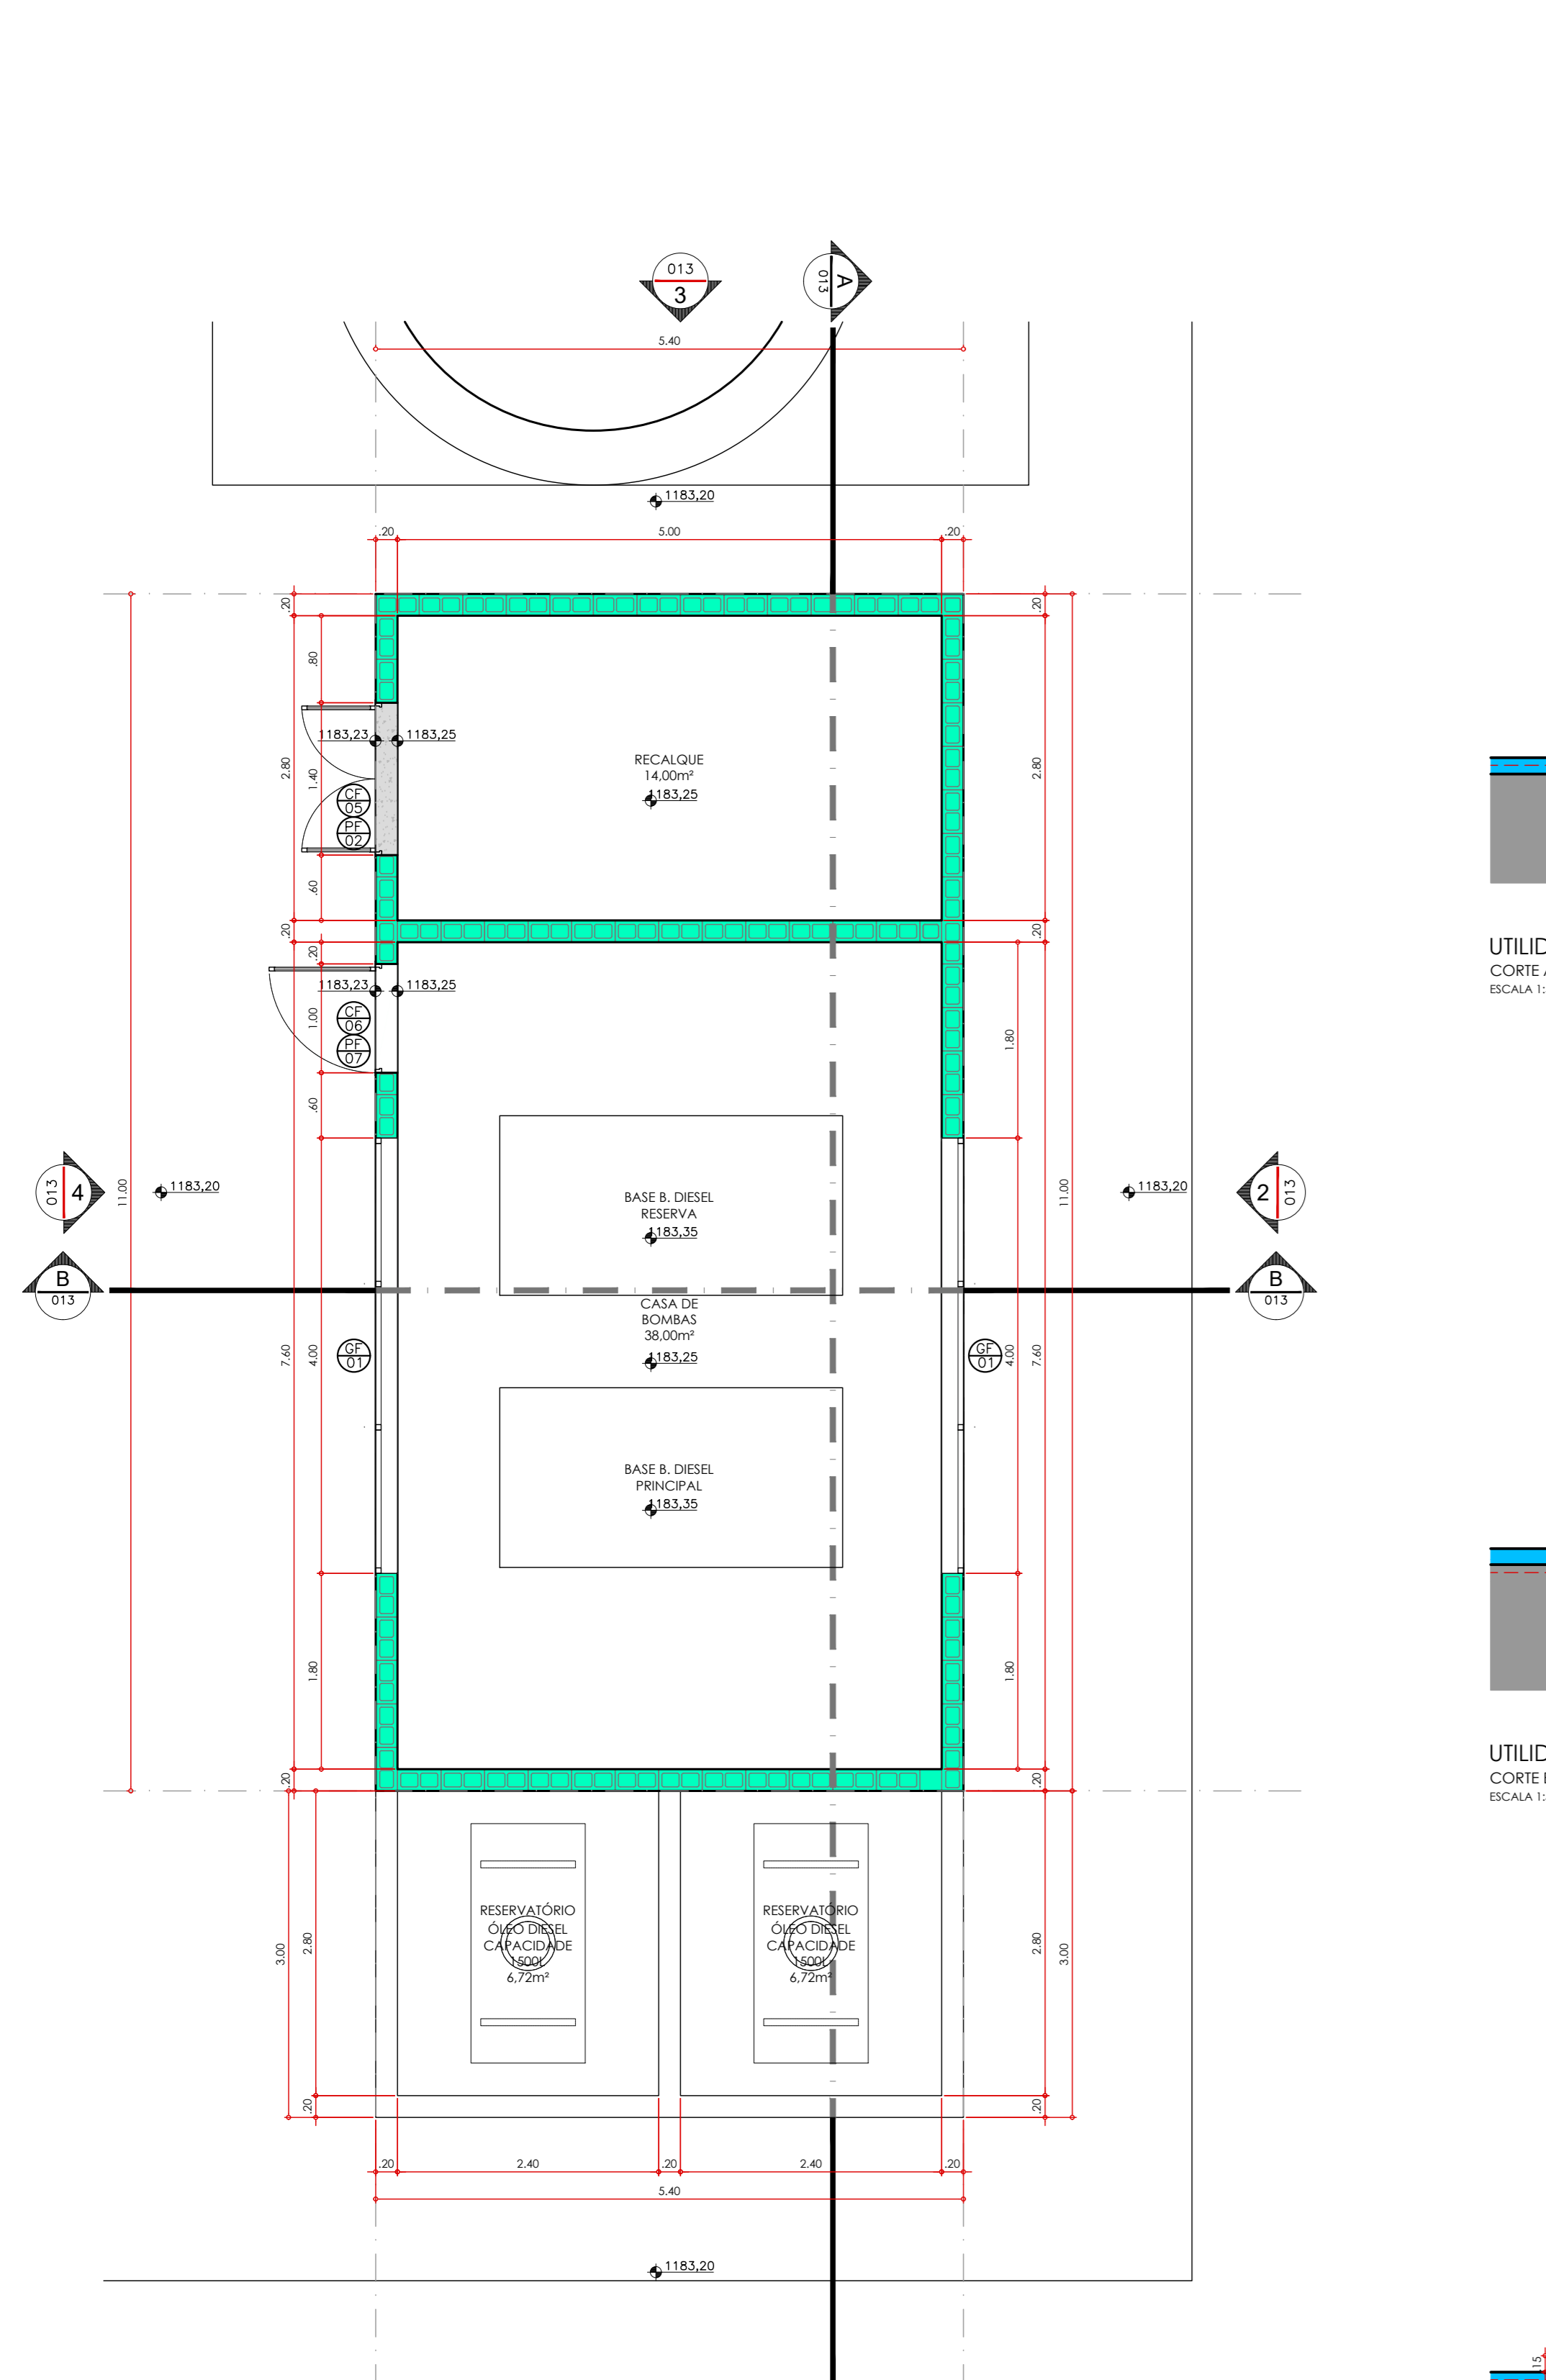 013
3
A
013
5.40
1183,20
.20
5.00
.20
.20
.20
.80
2.80
1.40
.60
2.80
1183,23
1183,25
RECALQUE
14,00m²
1183,25
CF
05
PF
02
.20
.20
.20
1183,23
1183,25
1.00
CF
06
PF
07
1.80
.60
UTILID
CORTE A
ESCALA 1:
013
4
11.00
1183,20
BASE B. DIESEL
RESERVA
1183,35
11.00
1183,20
2
013
B
013
B
013
CASA DE
BOMBAS
38,00m²
1183,25
7.60
4.00
GF
01
GF
01
4.00
7.60
BASE B. DIESEL
PRINCIPAL
1183,35
1.80
1.80
.20
.20
UTILID
CORTE B
ESCALA 1:
RESERVATÓRIO
ÓLEO DIESEL
CAPACIDADE
1500L
6,72m²
RESERVATÓRIO
ÓLEO DIESEL
CAPACIDADE
1500L
6,72m²
3.00
2.80
2.80
3.00
.20
.20
.20
2.40
.20
2.40
.20
5.40
1183,20
15